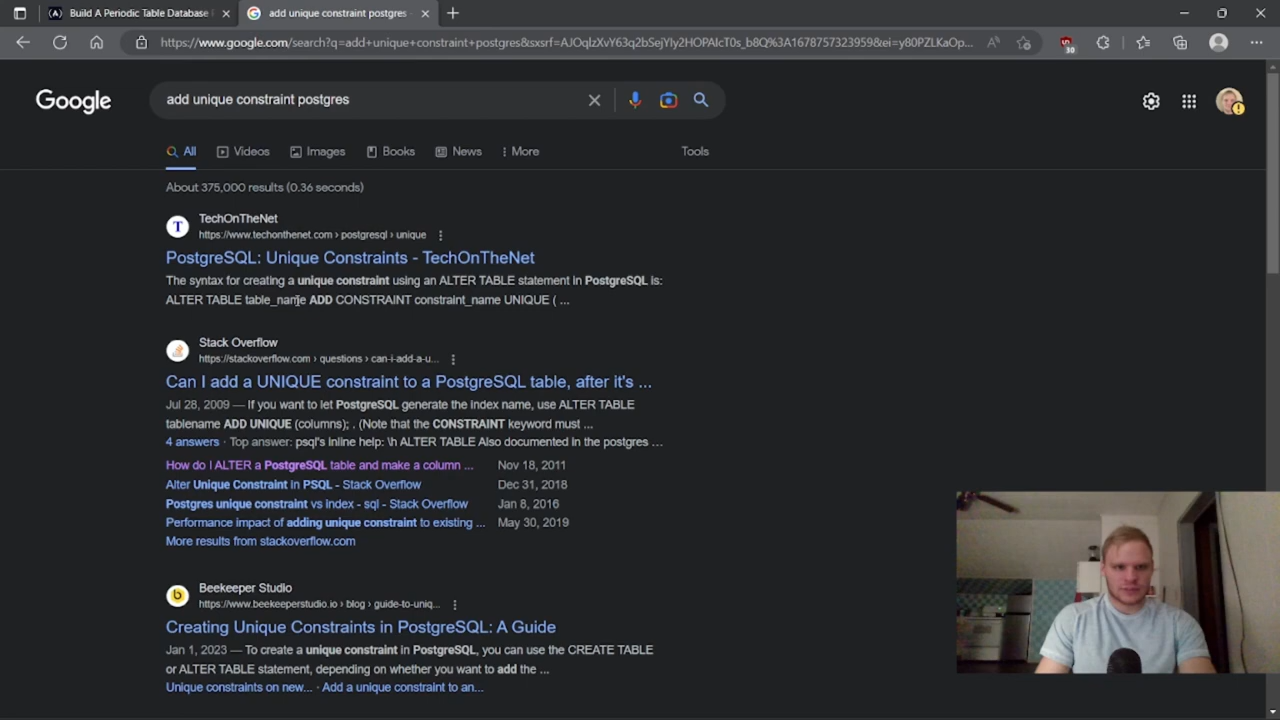 Build A Periodic Table Database
add unique constraint postgres -
https://www.google.com/search?q=add+unique+constraint+postgres&sxsrf=AJOqlzXvY63q2bSejYIy2HOPAIcT0s_b8Q%3A1678757323959&ei=y80PZLKaOp...
30
Google
add unique constraint postgres
All
Videos
Images
Books
News
More
Tools
About 375,000 results (0.36 seconds)
T
TechOnTheNet
https://www.techonthenet.com › postgresql › unique
PostgreSQL: Unique Constraints - TechOnTheNet
The syntax for creating a unique constraint using an ALTER TABLE statement in PostgreSQL is:
ALTER TABLE table_name ADD CONSTRAINT constraint_name UNIQUE ( ...
Stack Overflow
https://stackoverflow.com › questions › can-i-add-a-u...
Can I add a UNIQUE constraint to a PostgreSQL table, after it's ...
Jul 28, 2009 — If you want to let PostgreSQL generate the index name, use ALTER TABLE
tablename ADD UNIQUE (columns); . (Note that the CONSTRAINT keyword must ...
4 answers · Top answer: psql's inline help: \h ALTER TABLE Also documented in the postgres ...
How do I ALTER a PostgreSQL table and make a column ... Nov 18, 2011
Alter Unique Constraint in PSQL - Stack Overflow Dec 31, 2018
Postgres unique constraint vs index - sql - Stack Overflow Jan 8, 2016
Performance impact of adding unique constraint to existing ... May 30, 2019
More results from stackoverflow.com
Beekeeper Studio
https://www.beekeeperstudio.io › blog › guide-to-uniq...
Creating Unique Constraints in PostgreSQL: A Guide
Jan 1, 2023 — To create a unique constraint in PostgreSQL, you can use the CREATE TABLE
or ALTER TABLE statement, depending on whether you want to add the ...
Unique constraints on new... · Add a unique constraint to an...